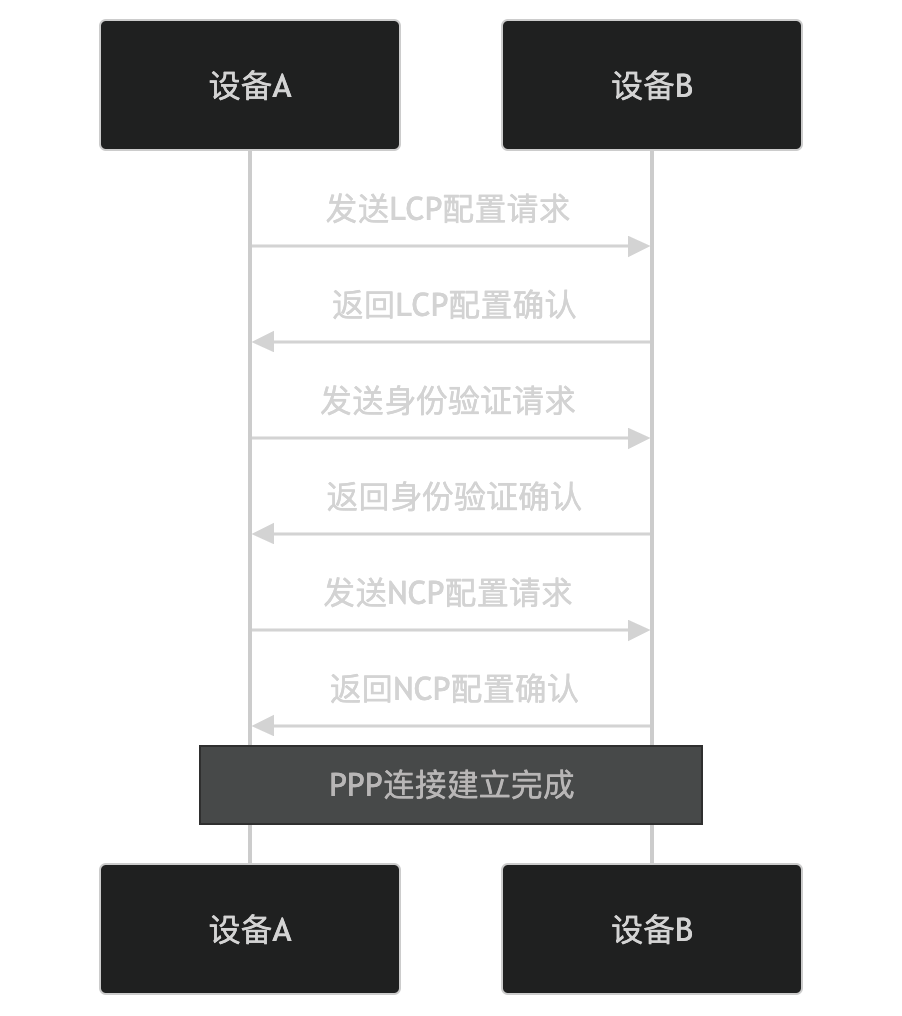 设备A
设备B
发送LCP配置请求
返回LCP配置确认
发送身份验证请求
返回身份验证确认
发送NCP配置请求
返回NCP配置确认
PPP连接建立完成
设备A
设备B